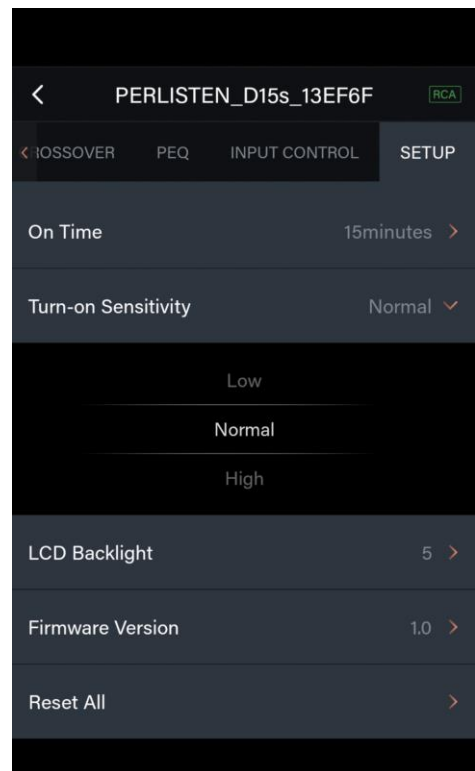 PERLISTEN_D15s_13EF6F RCA
ROSSOVER PEQ INPUT CONTROL SETUP
On Time 15minutes
Turn-on Sensitivity Normal
Low
Normal
High
LCD Backlight 5
Firmware Version 1.0
Reset All